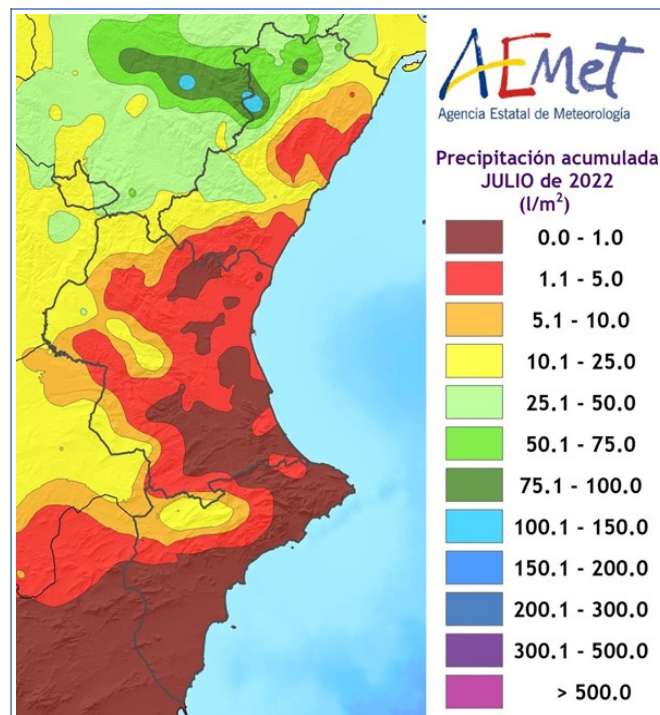 AEMet
Agencia Estatal de Meteorología
Precipitación acumulada
JULIO de 2022
(l/m²)
0.0 - 1.0
1.1 - 5.0
5.1 - 10.0
10.1 - 25.0
25.1 - 50.0
50.1 - 75.0
75.1 - 100.0
100.1 - 150.0
150.1 - 200.0
200.1 - 300.0
300.1 - 500.0
> 500.0